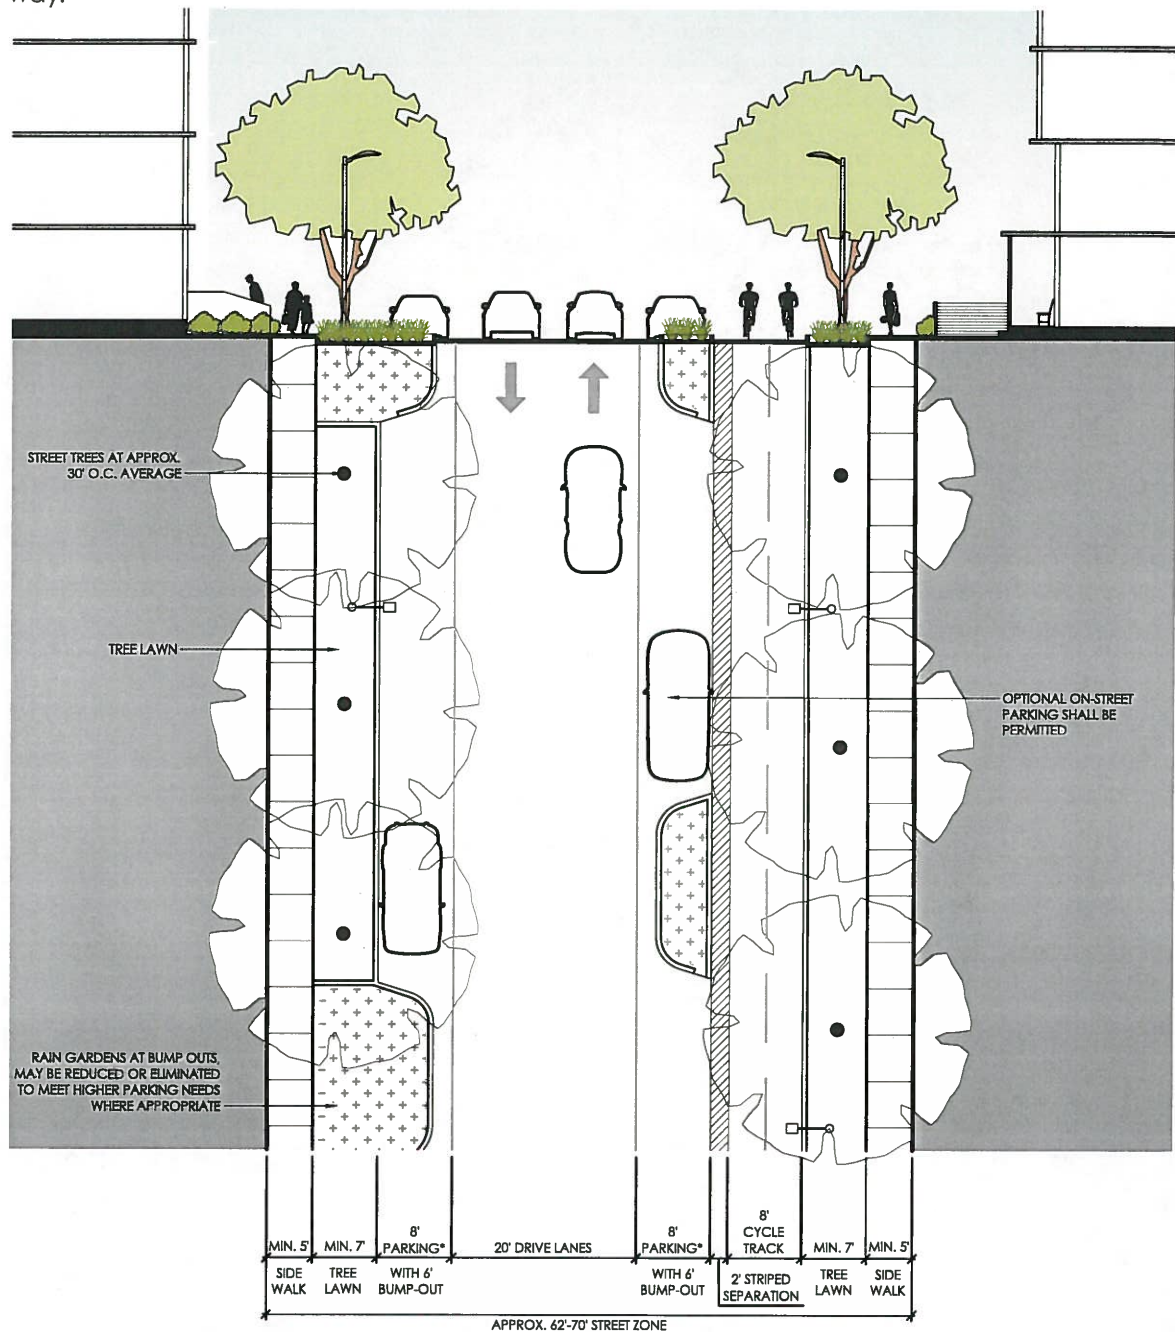 way.
STREET TREES AT APPROX.
30' O.C. AVERAGE
TREE LAWN
OPTIONAL ON-STREET
PARKING SHALL BE
PERMITTED
RAIN GARDENS AT BUMP OUTS,
MAY BE REDUCED OR ELIMINATED
TO MEET HIGHER PARKING NEEDS
WHERE APPROPRIATE
MIN. 5'
SIDE
WALK
MIN. 7'
TREE
LAWN
8'
PARKING*
WITH 6'
BUMP-OUT
20' DRIVE LANES
8'
PARKING*
WITH 6'
BUMP-OUT
2' STRIPED
SEPARATION
8'
CYCLE
TRACK
MIN. 7'
TREE
LAWN
MIN. 5'
SIDE
WALK
APPROX. 62'-70' STREET ZONE